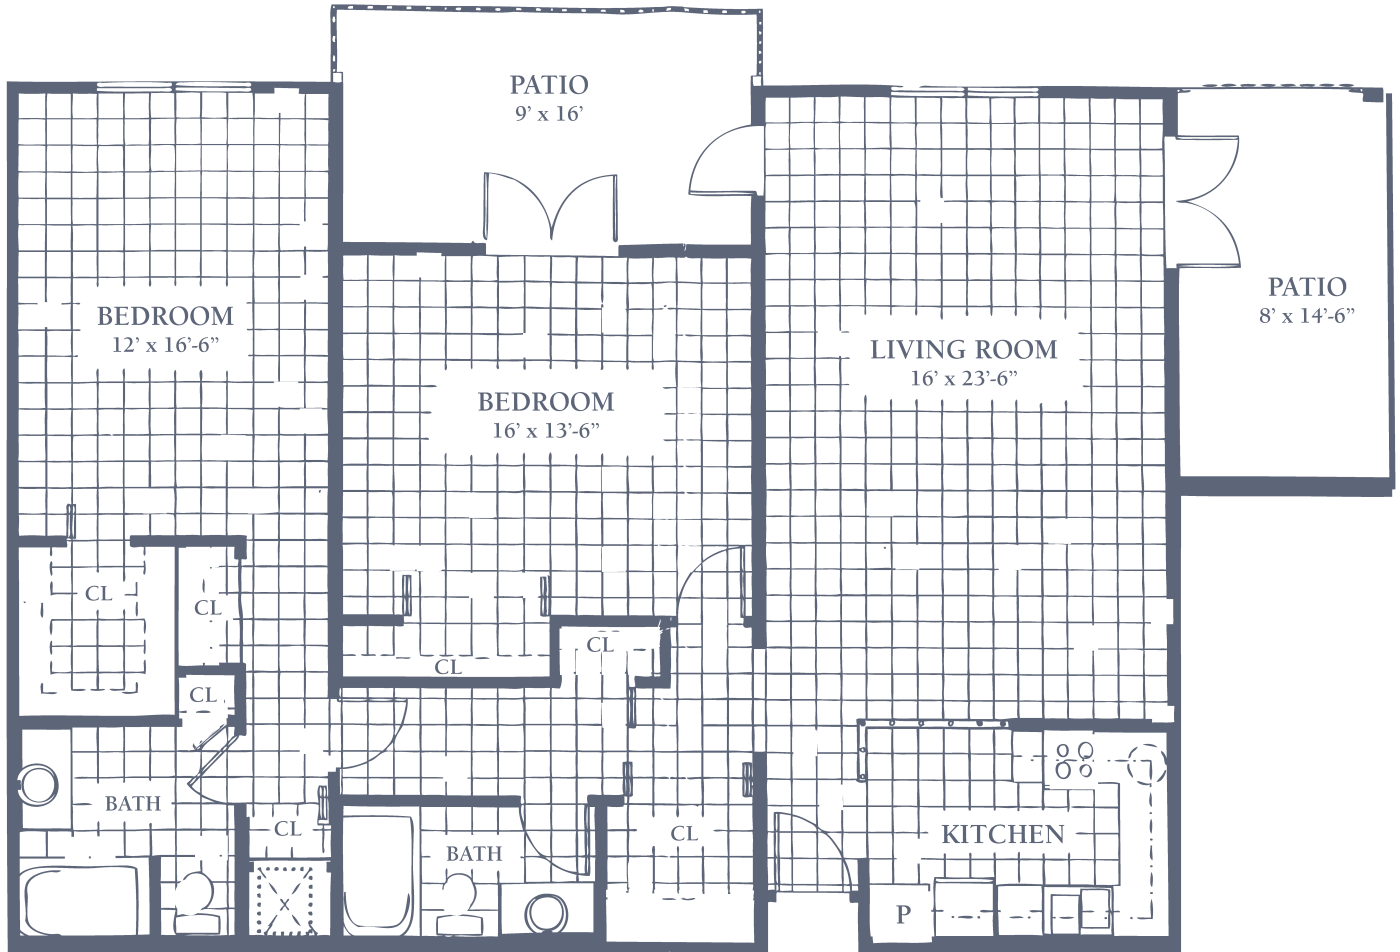 PATIO
9’ x 16’
BEDROOM
12’ x 16’-6”
BEDROOM
16’ x 13’-6”
LIVING ROOM
16’ x 23’-6”
PATIO
8’ x 14’-6”
CL
CL
CL
CL
CL
BATH
CL
X
BATH
CL
KITCHEN
P